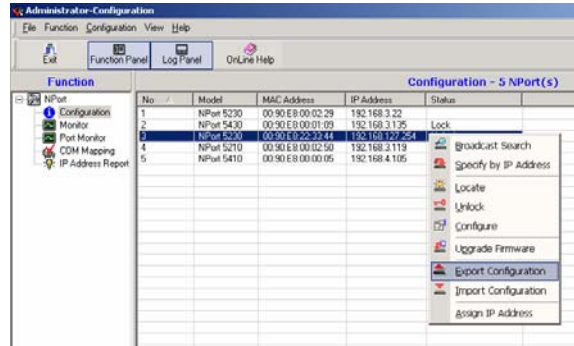 Administrator-Configuration
File Function Configuration View Help
Exit Function Panel Log Panel OnLine Help
Function
Configuration - 5 NPort(s)
NPort
Configuration
Monitor
Port Monitor
COM Mapping
IP Address Report
No Model MAC Address IP Address Status
1 NPort 5230 00:90:E8:00:02:29 192.168.3.22
2 NPort 5430 00:90:E8:00:01:09 192.168.3.135 Lock
3 NPort 5230 00:90:E8:22:33:44 192.168.127.254
4 NPort 5210 00:90:E8:00:02:50 192.168.3.119
5 NPort 5410 00:90:E8:00:00:05 192.168.4.105
Broadcast Search
Specify by IP Address
Locate
Unlock
Configure
Upgrade Firmware
Export Configuration
Import Configuration
Assign IP Address